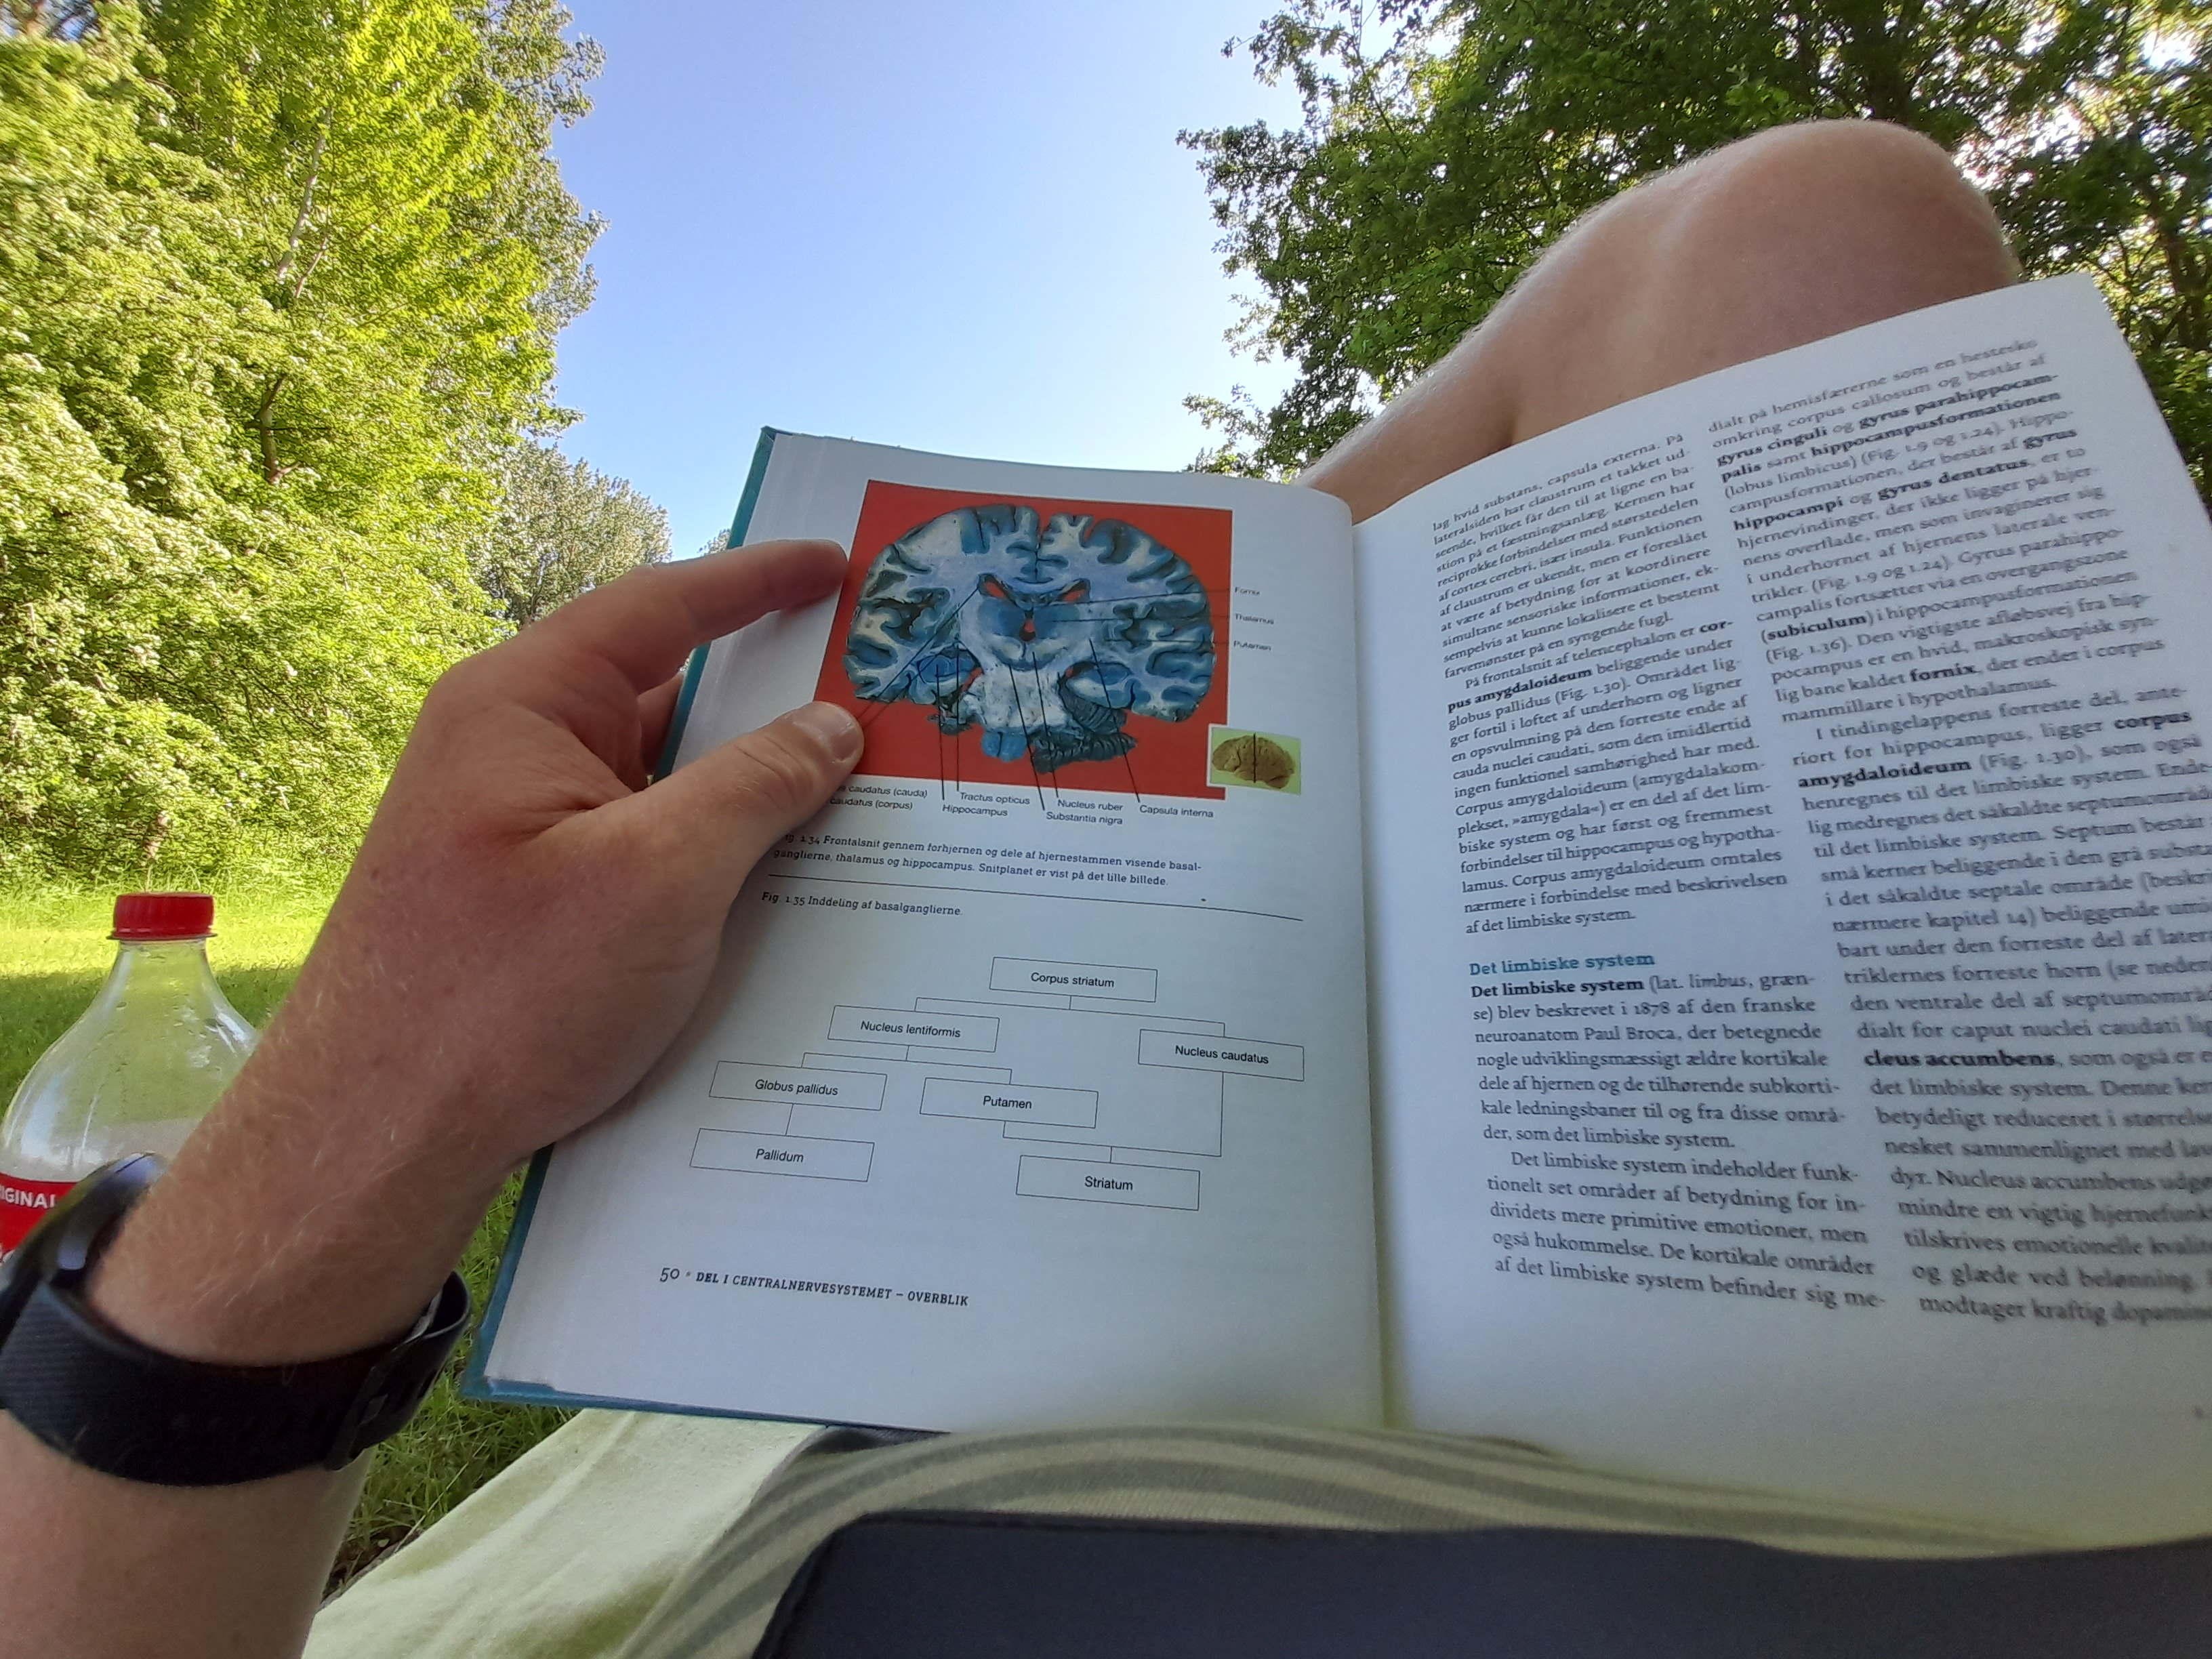 Fornix
Thalamus
Putamen
caudatus (cauda)
caudatus (corpus)
Tractus opticus
Hippocampus
Nucleus ruber
Substantia nigra
Capsula interna
1.34 Frontalsnit gennem forhjernen og dele af hjernestammen visende basal-
ganglierne, thalamus og hippocampus. Snitplanet er vist på det lille billede.
Fig. 1.35 Inddeling af basalganglierne.
Corpus striatum
Nucleus lentiformis
Nucleus caudatus
Globus pallidus
Putamen
Pallidum
Striatum
50 • DEL I CENTRALNERVESYSTEMET – OVERBLIK
lag hvid substans, capsula externa. På
lateralsiden har claustrum et takket ud-
seende, hvilket får den til at ligne en ba-
stion på et fæstningsanlæg. Kernen har
reciprokke forbindelser med størstedelen
af cortex cerebri, især insula. Funktionen
af claustrum er ukendt, men er foreslået
at være af betydning for at koordinere
simultane sensoriske informationer, ek-
sempelvis at kunne lokalisere et bestemt
farvemønster på en syngende fugl.
På frontalsnit af telencephalon er cor-
pus amygdaloideum beliggende under
globus pallidus (Fig. 1.30). Området lig-
ger fortil i loftet af underhorn og ligner
en opsvulmning på den forreste ende af
cauda nuclei caudati, som den imidlertid
ingen funktionel samhørighed har med.
Corpus amygdaloideum (amygdalakom-
plekset, »amygdala«) er en del af det lim-
biske system og har først og fremmest
forbindelser til hippocampus og hypotha-
lamus. Corpus amygdaloideum omtales
nærmere i forbindelse med beskrivelsen
af det limbiske system.
Det limbiske system
Det limbiske system (lat. limbus, græn-
se) blev beskrevet i 1878 af den franske
neuroanatom Paul Broca, der betegnede
nogle udviklingsmæssigt ældre kortikale
dele af hjernen og de tilhørende subkorti-
kale ledningsbaner til og fra disse områ-
der, som det limbiske system.
Det limbiske system indeholder funk-
tionelt set områder af betydning for in-
dividets mere primitive emotioner, men
også hukommelse. De kortikale områder
af det limbiske system befinder sig me-
dialt på hemisfærerne som en hestesko
omkring corpus callosum og består af
gyrus cinguli og gyrus parahippocam-
palis samt hippocampusformationen
(lobus limbicus) (Fig. 1.9 og 1.24). Hippo-
campusformationen, der består af gyrus
hippocampi og gyrus dentatus, er to
hjernevindinger, der ikke ligger på hjer-
nens overflade, men som invaginerer sig
i underhornet af hjernens laterale ven-
trikler. (Fig. 1.9 og 1.24). Gyrus parahippo-
campalis fortsætter via en overgangszone
(subiculum) i hippocampusformationen
(Fig. 1.36). Den vigtigste afløbsvej fra hip-
pocampus er en hvid, makroskopisk syn-
lig bane kaldet fornix, der ender i corpus
mammillare i hypothalamus.
I tindingelappens forreste del, ante-
riort for hippocampus, ligger corpus
amygdaloideum (Fig. 1.30), som også
henregnes til det limbiske system. Ende-
lig medregnes det såkaldte septumområde
til det limbiske system. Septum består
små kerner beliggende i den grå substa
i det såkaldte septale område (beskri
nærmere kapitel 14) beliggende umi
bart under den forreste del af later
triklernes forreste horn (se neden
den ventrale del af septumområd
dialt for caput nuclei caudati li
cleus accumbens, som også er e
det limbiske system. Denne ker
betydeligt reduceret i størrels
nesket sammenlignet med lav
dyr. Nucleus accumbens udgø
mindre en vigtig hjernefunk
tilskrives emotionelle kvali
og glæde ved belønning.
modtager kraftig dopamin